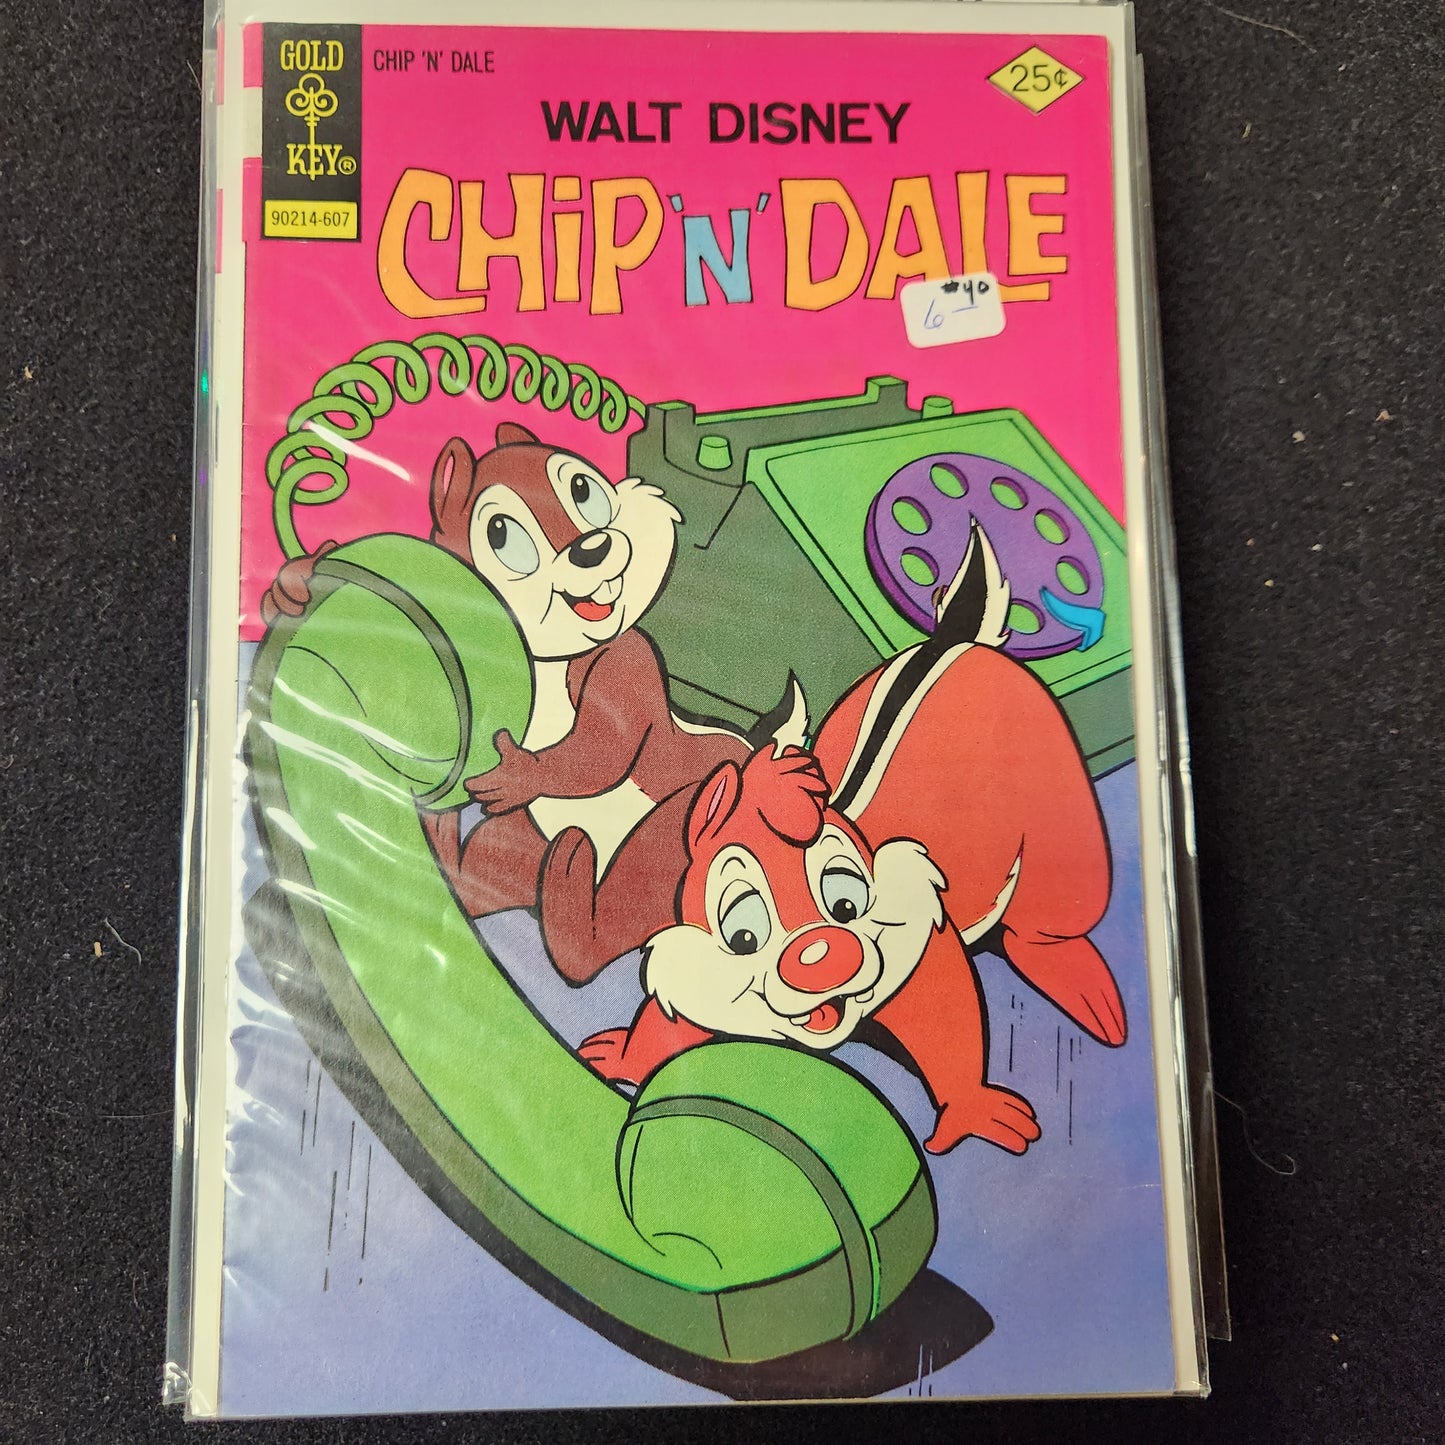 GOLD
KEY®
90214-607
CHIP 'N' DALE
25¢
WALT DISNEY
CHiP 'N' DALE
#40
6—